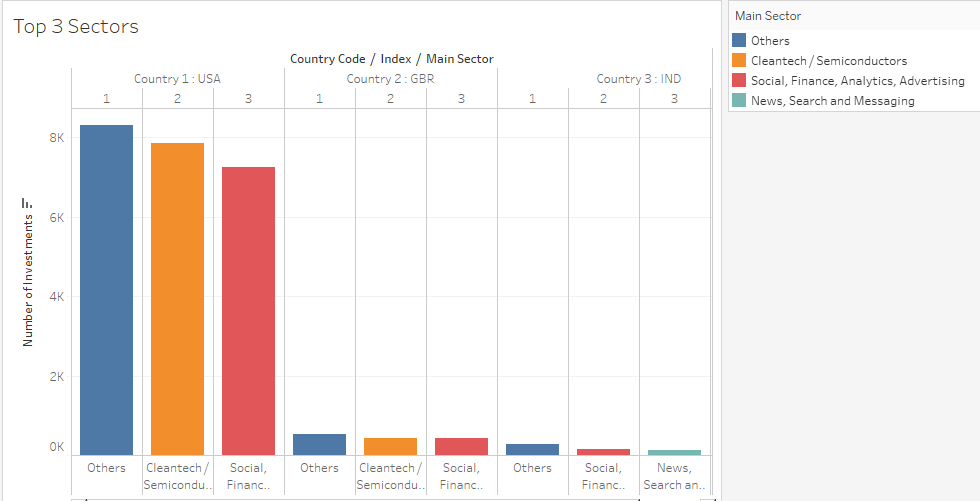 Top 3 Sectors
Country Code / Index / Main Sector
Country 1 : USA
Country 2 : GBR
Country 3 : IND
1 2 3 1 2 3 1 2 3
8K
6K
4K
2K
0K
Number of Investments
Others
Cleantech /
Semicondu..
Social,
Financ..
Others
Cleantech /
Semicondu..
Social,
Financ..
Others
Social,
Financ..
News,
Search an..
Main Sector
Others
Cleantech / Semiconductors
Social, Finance, Analytics, Advertising
News, Search and Messaging